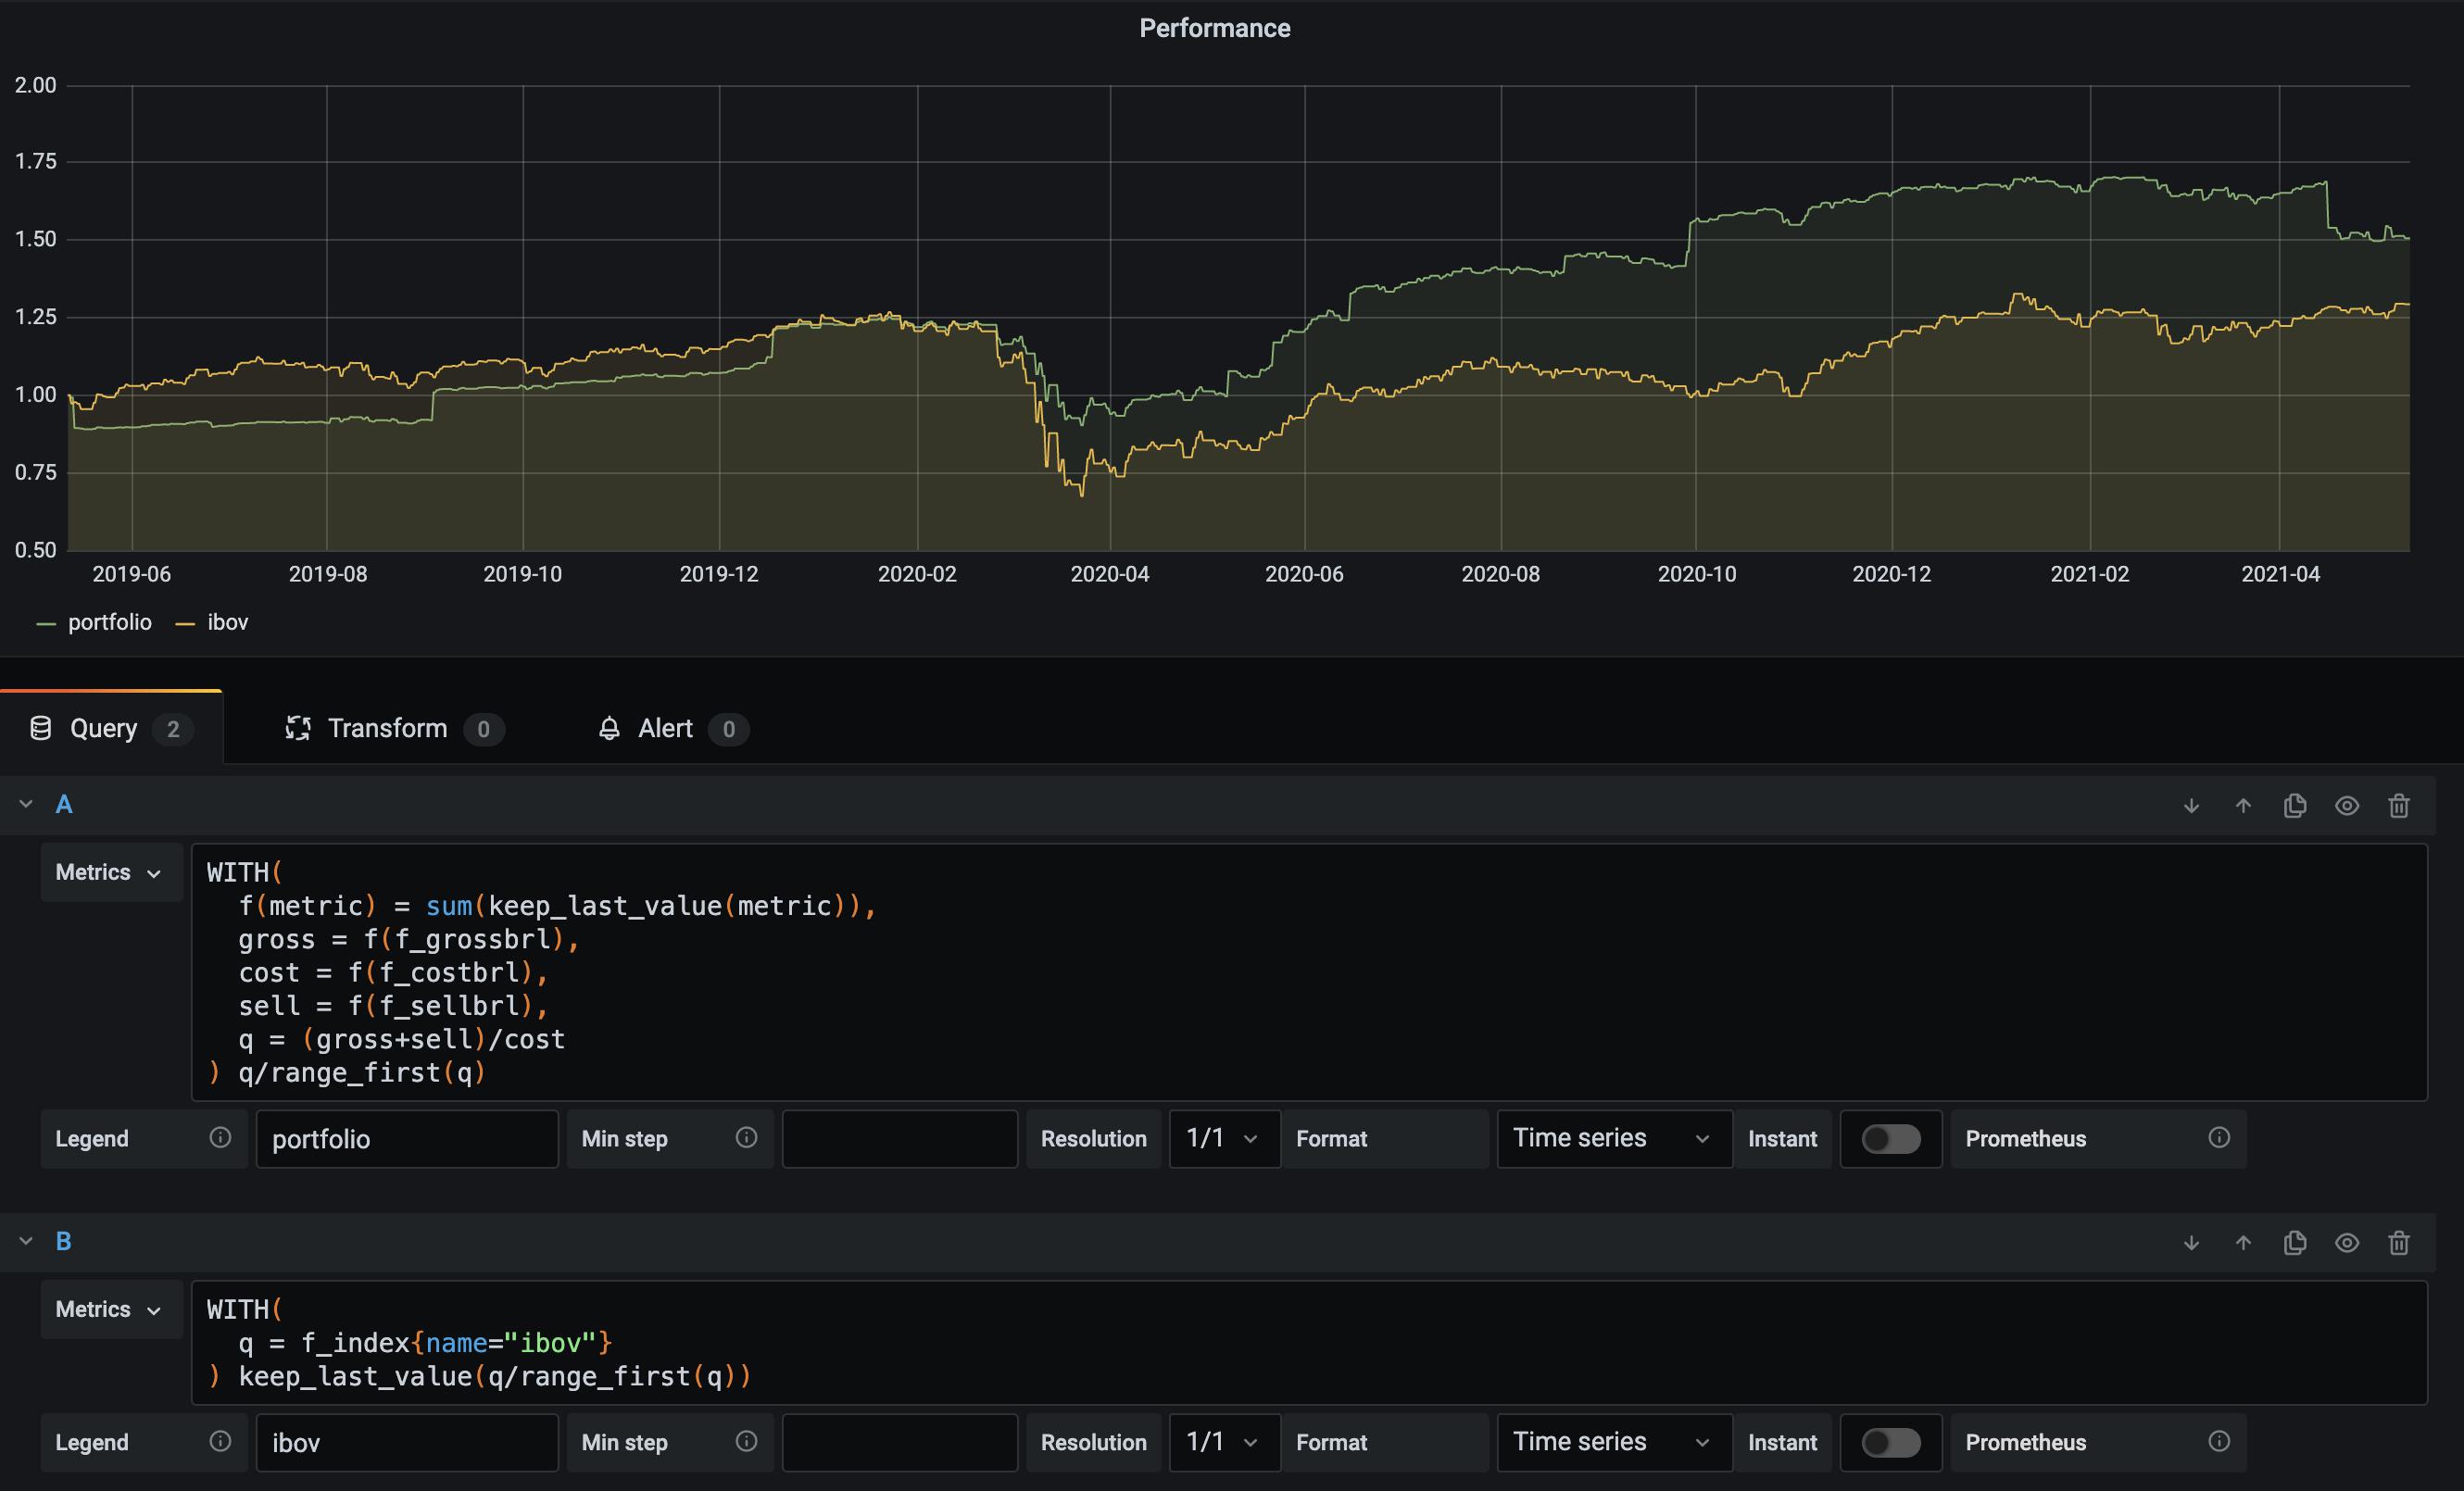 Performance
2.00
1.75
1.50
1.25
1.00
0.75
0.50
2019-06 2019-08 2019-10 2019-12 2020-02 2020-04 2020-06 2020-08 2020-10 2020-12 2021-02 2021-04
portfolio ibov
Query 2 Transform 0 Alert 0
A
Metrics
WITH(
f(metric) = sum(keep_last_value(metric)),
gross = f(f_grossbrl),
cost = f(f_costbrl),
sell = f(f_sellbrl),
q = (gross+sell)/cost
) q/range_first(q)
Legend portfolio Min step Resolution 1/1 Format Time series Instant Prometheus
B
Metrics
WITH(
q = f_index{name="ibov"}
) keep_last_value(q/range_first(q))
Legend ibov Min step Resolution 1/1 Format Time series Instant Prometheus